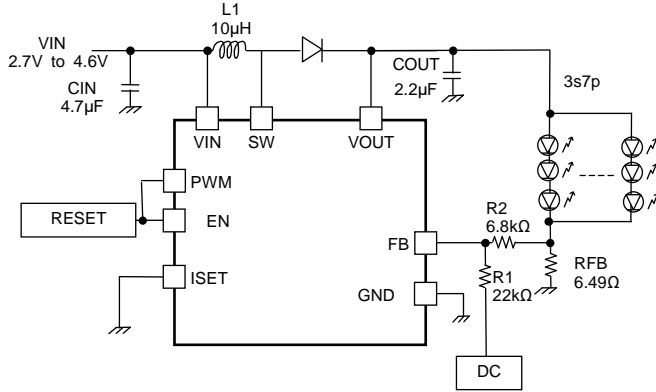 L1
10µH
VIN
2.7V to 4.6V
CIN
4.7µF
COUT
2.2µF
3s7p
VIN
SW
VOUT
PWM
RESET
EN
R2
6.8kΩ
FB
ISET
R1
22kΩ
RFB
6.49Ω
GND
DC